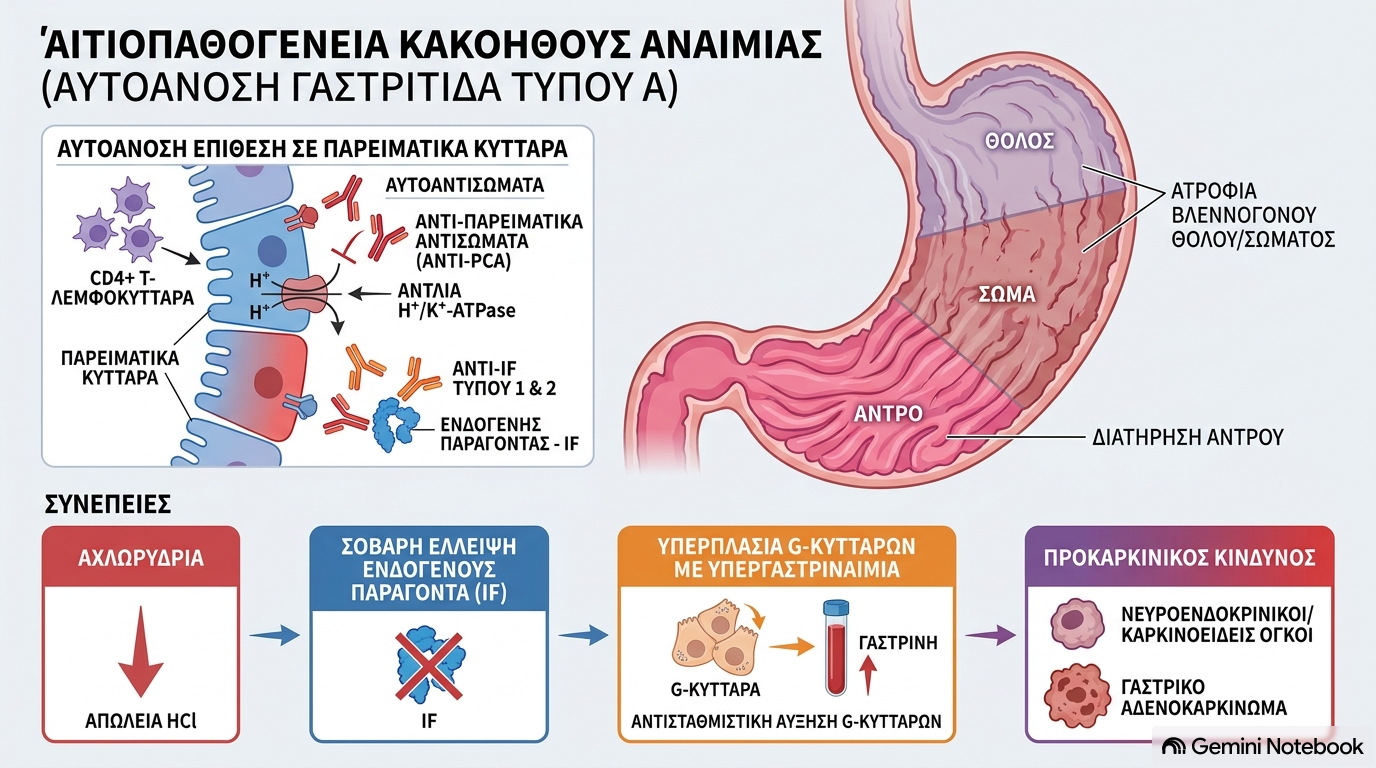 Ἁιτιοπαθογενεια ΚΑΚΟΗΘΟΥΣ ΑΝΑΙΜΙΑΣ
(ΑΥΤΟΑΝΟΣΗ ΓΑΣΤΡΙΤΙΔΑ ΤΥΠΟΥ Α)
ΑΥΤΟΑΝΟΣΗ ΕΠΙΘΕΣΗ ΣΕ ΠΑΡΕΙΜΑΤΙΚΑ ΚΥΤΤΑΡΑ
ΑΥΤΟΑΝΤΙΣΩΜΑΤΑ
ΑΝΤΙ-ΠΑΡΕΙΜΑΤΙΚΑ
ΑΝΤΙΣΩΜΑΤΑ
(ANTI-PCA)
CD4+ T-
ΛΕΜΦΟΚΥΤΤΑΡΑ
H⁺
H⁺
ΑΝΤΛΙΑ
H⁺/K⁺-ATPase
ΠΑΡΕΙΜΑΤΙΚΑ
ΚΥΤΤΑΡΑ
ΑΝΤΙ-IF
ΤΥΠΟΥ 1 & 2
ΕΝΔΟΓΕΝΗΣ
ΠΑΡΑΓΟΝΤΑΣ - IF
ΘΟΛΟΣ
ΣΩΜΑ
ΑΝΤΡΟ
ΑΤΡΟΦΙΑ
ΒΛΕΝΝΟΓΟΝΟΥ
ΘΟΛΟΥ/ΣΩΜΑΤΟΣ
ΔΙΑΤΗΡΗΣΗ ΑΝΤΡΟΥ
ΣΥΝΕΠΕΙΕΣ
ΑΧΛΩΡΥΔΡΙΑ
ΑΠΩΛΕΙΑ HCl
ΣΟΒΑΡΗ ΕΛΛΕΙΨΗ
ΕΝΔΟΓΕΝΟΥΣ
ΠΑΡΑΓΟΝΤΑ (IF)
IF
ΥΠΕΡΠΛΑΣΙΑ G-ΚΥΤΤΑΡΩΝ
ΜΕ ΥΠΕΡΓΑΣΤΡΙΝΑΙΜΙΑ
ΓΑΣΤΡΙΝΗ
G-ΚΥΤΤΑΡΑ
ΑΝΤΙΣΤΑΘΜΙΣΤΙΚΗ ΑΥΞΗΣΗ G-ΚΥΤΤΑΡΩΝ
ΠΡΟΚΑΡΚΙΝΙΚΟΣ ΚΙΝΔΥΝΟΣ
ΝΕΥΡΟΕΝΔΟΚΡΙΝΙΚΟΙ/
ΚΑΡΚΙΝΟΕΙΔΕΙΣ ΟΓΚΟΙ
ΓΑΣΤΡΙΚΟ
ΑΔΕΝΟΚΑΡΚΙΝΩΜΑ
Gemini Notebook